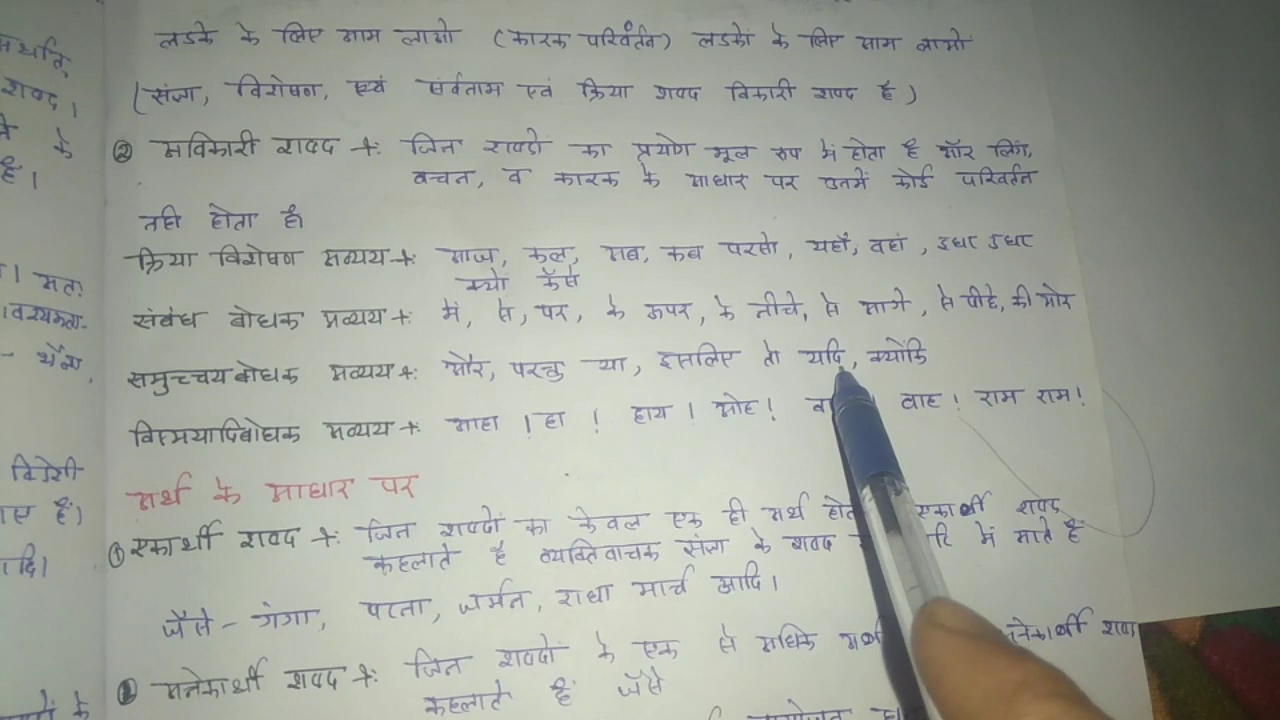 लडके के लिए आम लाओ (कारक परिवर्तन) लडकों के लिए आम लाओ
(संज्ञा, विशेषण, एवं सर्वनाम एवं क्रिया शब्द विकारी शब्द है)
② अविकारी शब्द +: जिन शब्दों का प्रयोग मूल रुप में होता है और लिंग,
वचन, व कारक के आधार पर उनमें कोई परिवर्तन
नही होता है।
क्रिया विशेषण अव्यय +: आज, कल, अब, कब परसो, यहाँ, वहां, इधर उधर
क्यों कैसे
संबंध बोधक अव्यय +: में, से, पर, के ऊपर, के नीचे, से आगे, से पीछे, की ओर
समुच्चय बोधक अव्यय +: और, परन्तु या, इसलिए तो यदि, क्योंकि
विस्मयादिबोधक अव्यय +: आहा ! हा ! हाय ! ओह ! वाह ! राम राम !
अर्थ के आधार पर
① एकार्थी शब्द +: जिन शब्दों का केवल एक ही अर्थ एकार्थी शब्द
कहलाते है व्यक्तिवाचक संज्ञा के शब्द में आते है
जैसे - गंगा, पटना, जर्मन, राधा मार्च आदि।
② अनेकार्थी शब्द +: जिन शब्दों के एक से अधिक अनेकार्थी शब्द
कहलाते हैं जैसे